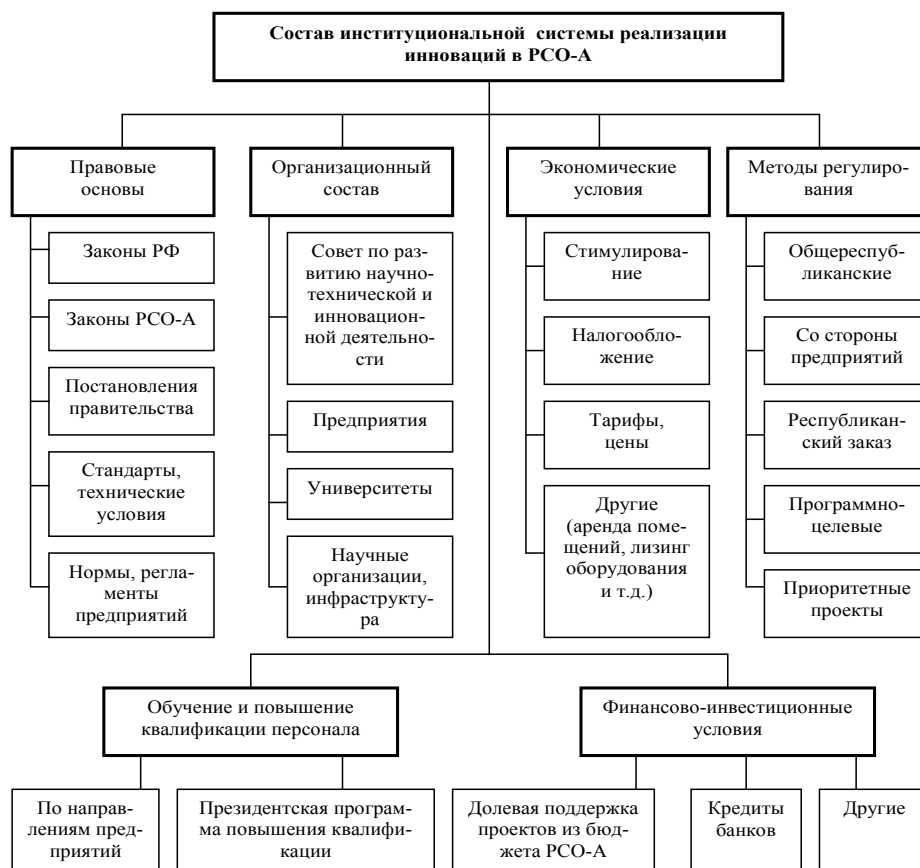 Состав институциональной системы реализации
инноваций в РСО-А
Правовые
основы
Законы РФ
Законы РСО-А
Постановления
правительства
Стандарты,
технические
условия
Нормы, регла-
менты
предприятий
Организационный
состав
Совет по раз-
витию научно-
технической и
инновацион-
ной деятельно-
сти
Предприятия
Университеты
Научные
организации,
инфраструкту-
ра
Экономические
условия
Стимулирова-
ние
Налогообло-
жение
Тарифы,
цены
Другие
(аренда поме-
щений, лизинг
оборудования
и т.д.)
Методы регулиро-
вания
Общереспуб-
ликанские
Со стороны
предприятий
Республикан-
ский заказ
Программно-
целевые
Приоритетные
проекты
Обучение и повышение
квалификации персонала
По направ-
лениям пред-
приятий
Президентская програм-
ма повышения квалифи-
кации
Финансово-инвестиционные
условия
Долевая поддержка
проектов из бюд-
жета РСО-А
Кредиты
банков
Другие